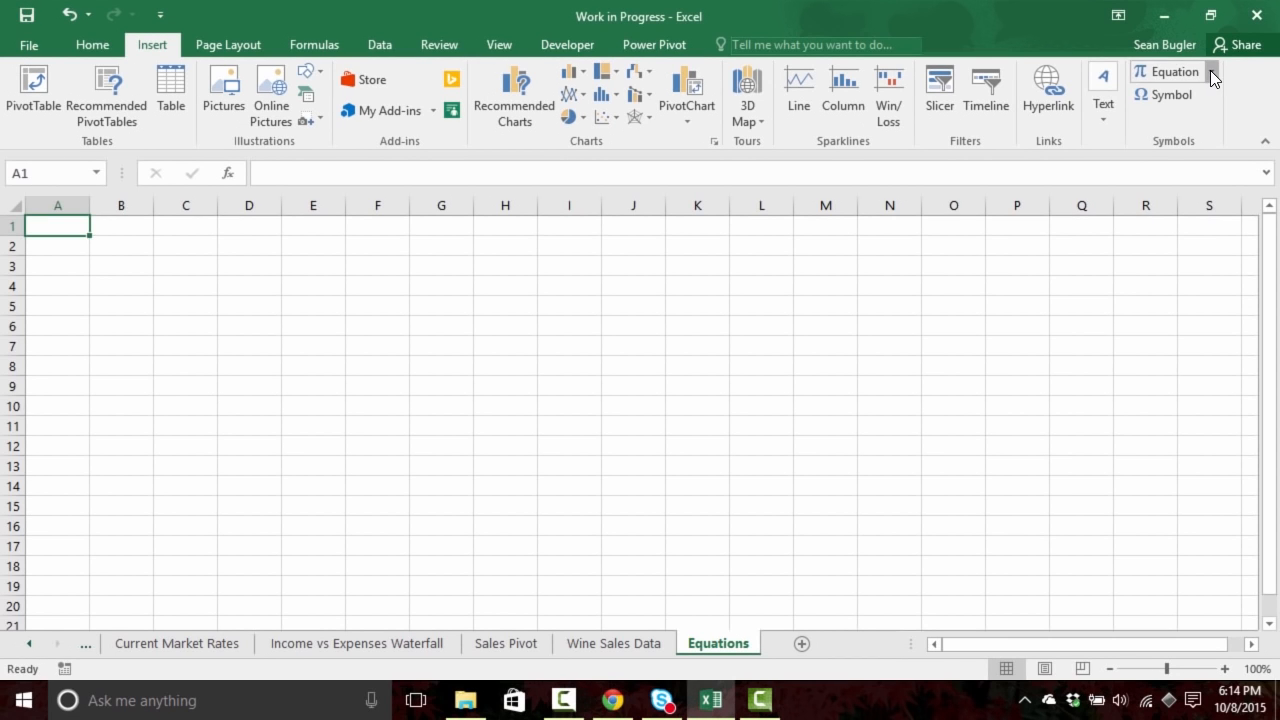 Work in Progress - Excel
File Home Insert Page Layout Formulas Data Review View Developer Power Pivot Tell me what you want to do... Sean Bugler Share
PivotTable
Recommended
PivotTables
Table
Tables
Pictures
Online
Pictures
Illustrations
Store
My Add-ins
Add-ins
Recommended
Charts
PivotChart
Charts
3D
Map
Tours
Line
Column
Win/
Loss
Sparklines
Slicer
Timeline
Filters
Hyperlink
Links
A
Text
π Equation
Ω Symbol
Symbols
A1
fx
A B C D E F G H I J K L M N O P Q R S
1
2
3
4
5
6
7
8
9
10
11
12
13
14
15
16
17
18
19
20
21
... Current Market Rates Income vs Expenses Waterfall Sales Pivot Wine Sales Data Equations
Ready
100%
Ask me anything
6:14 PM
10/8/2015